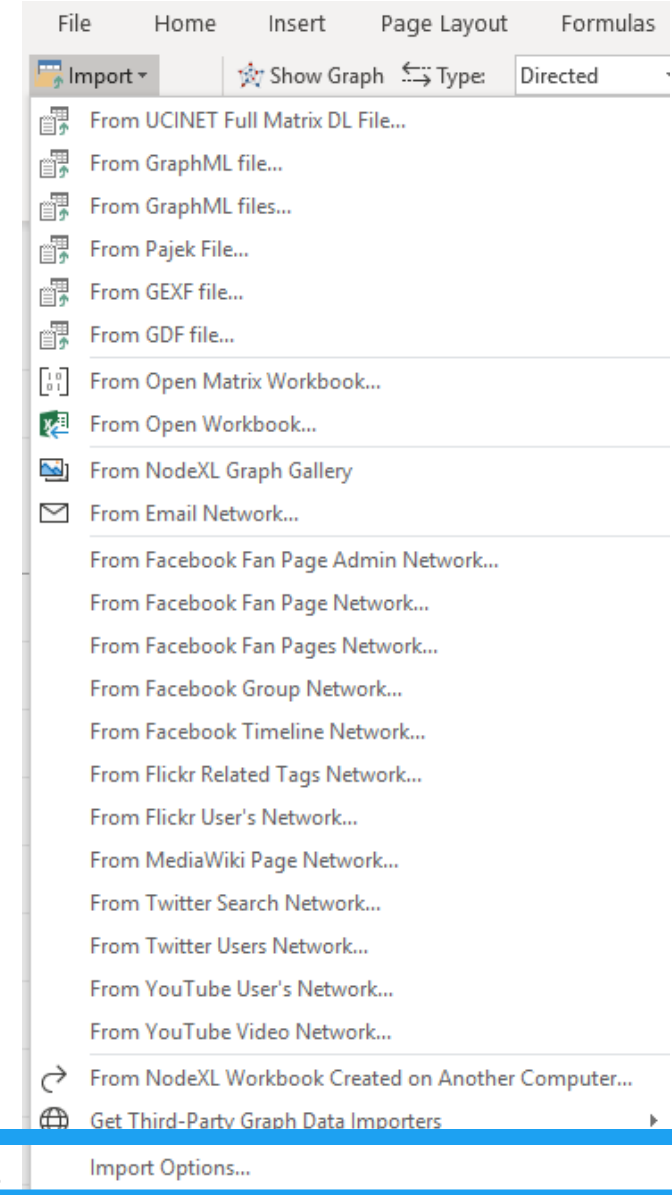 File Home Insert Page Layout Formulas
Import Show Graph Type: Directed
From UCINET Full Matrix DL File...
From GraphML file...
From GraphML files...
From Pajek File...
From GEXF file...
From GDF file...
From Open Matrix Workbook...
From Open Workbook...
From NodeXL Graph Gallery
From Email Network...
From Facebook Fan Page Admin Network...
From Facebook Fan Page Network...
From Facebook Fan Pages Network...
From Facebook Group Network...
From Facebook Timeline Network...
From Flickr Related Tags Network...
From Flickr User's Network...
From MediaWiki Page Network...
From Twitter Search Network...
From Twitter Users Network...
From YouTube User's Network...
From YouTube Video Network...
From NodeXL Workbook Created on Another Computer...
Get Third-Party Graph Data Importers
Import Options...